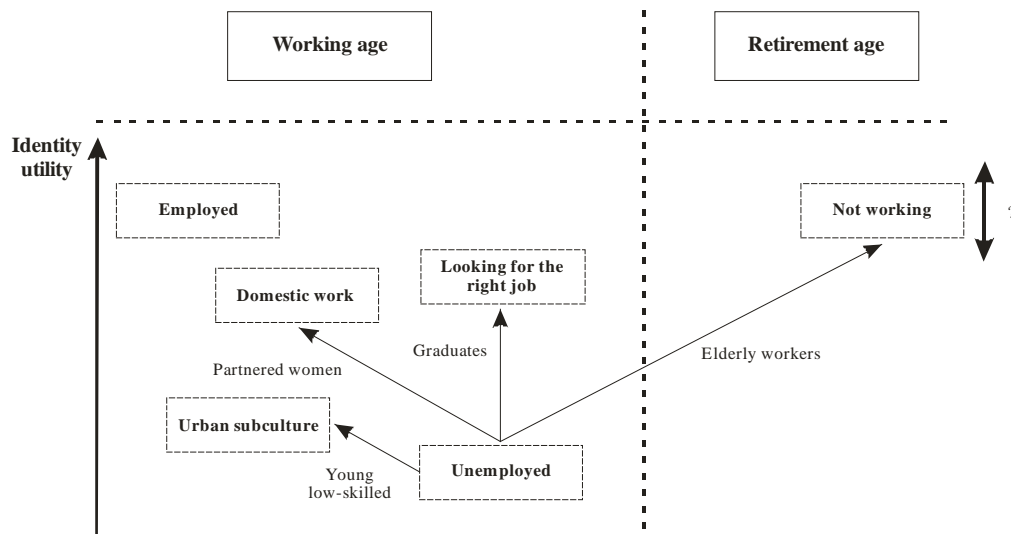 Working age
Retirement age
Identity
utility
Employed
Not working
Looking for the
right job
Domestic work
Graduates
Elderly workers
Partnered women
Urban subculture
Unemployed
Young
low-skilled